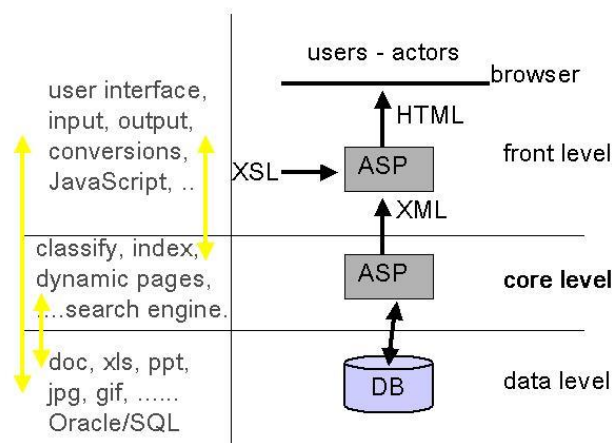 users - actors
browser
user interface,
input, output,
conversions,
JavaScript, ..
HTML
front level
XSL
ASP
XML
classify, index,
dynamic pages,
....search engine.
ASP
core level
doc, xls, ppt,
jpg, gif, ......
Oracle/SQL
DB
data level